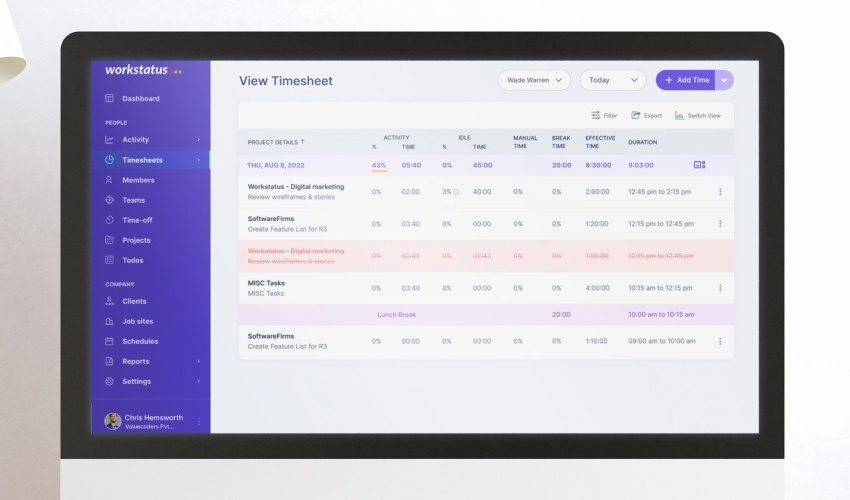 workstatus
View Timesheet
Wade Warren
Today
+ Add Time
Dashboard
PEOPLE
Activity
Timesheets
Members
Teams
Time-off
Projects
Todos
COMPANY
Clients
Job sites
Schedules
Reports
Settings
Chris Hemsworth
Valuecoders Pvt...
Filter Export Switch View
PROJECT DETAILS ↑ ACTIVITY % TIME IDLE % TIME MANUAL TIME BREAK TIME EFFECTIVE TIME DURATION
THU, AUG 8, 2022 43% 05:40 0% 45:00 20:00 8:30:00 9:03:00
Workstatus - Digital marketing
Review wireframes & stories
0% 02:00 3% 40:00 0% 0% 2:00:00 12:45 pm to 2:15 pm
SoftwareFirms
Create Feature List for R3
0% 03:40 0% 00:00 0% 0% 1:20:00 12:15 pm to 12:45 pm
Workstatus - Digital marketing
Review wireframes & stories
0% 02:43 0% 02:43 0% 0% 1:00:00 12:15 pm to 12:45 pm
MISC Tasks
MISC Tasks
0% 03:40 0% 00:00 0% 0% 4:00:00 10:15 am to 12:15 pm
Lunch Break 20:00 10:00 am to 10:15 am
SoftwareFirms
Create Feature List for R3
0% 00:00 0% 00:00 0% 0% 1:10:00 09:00 am to 10:00 am